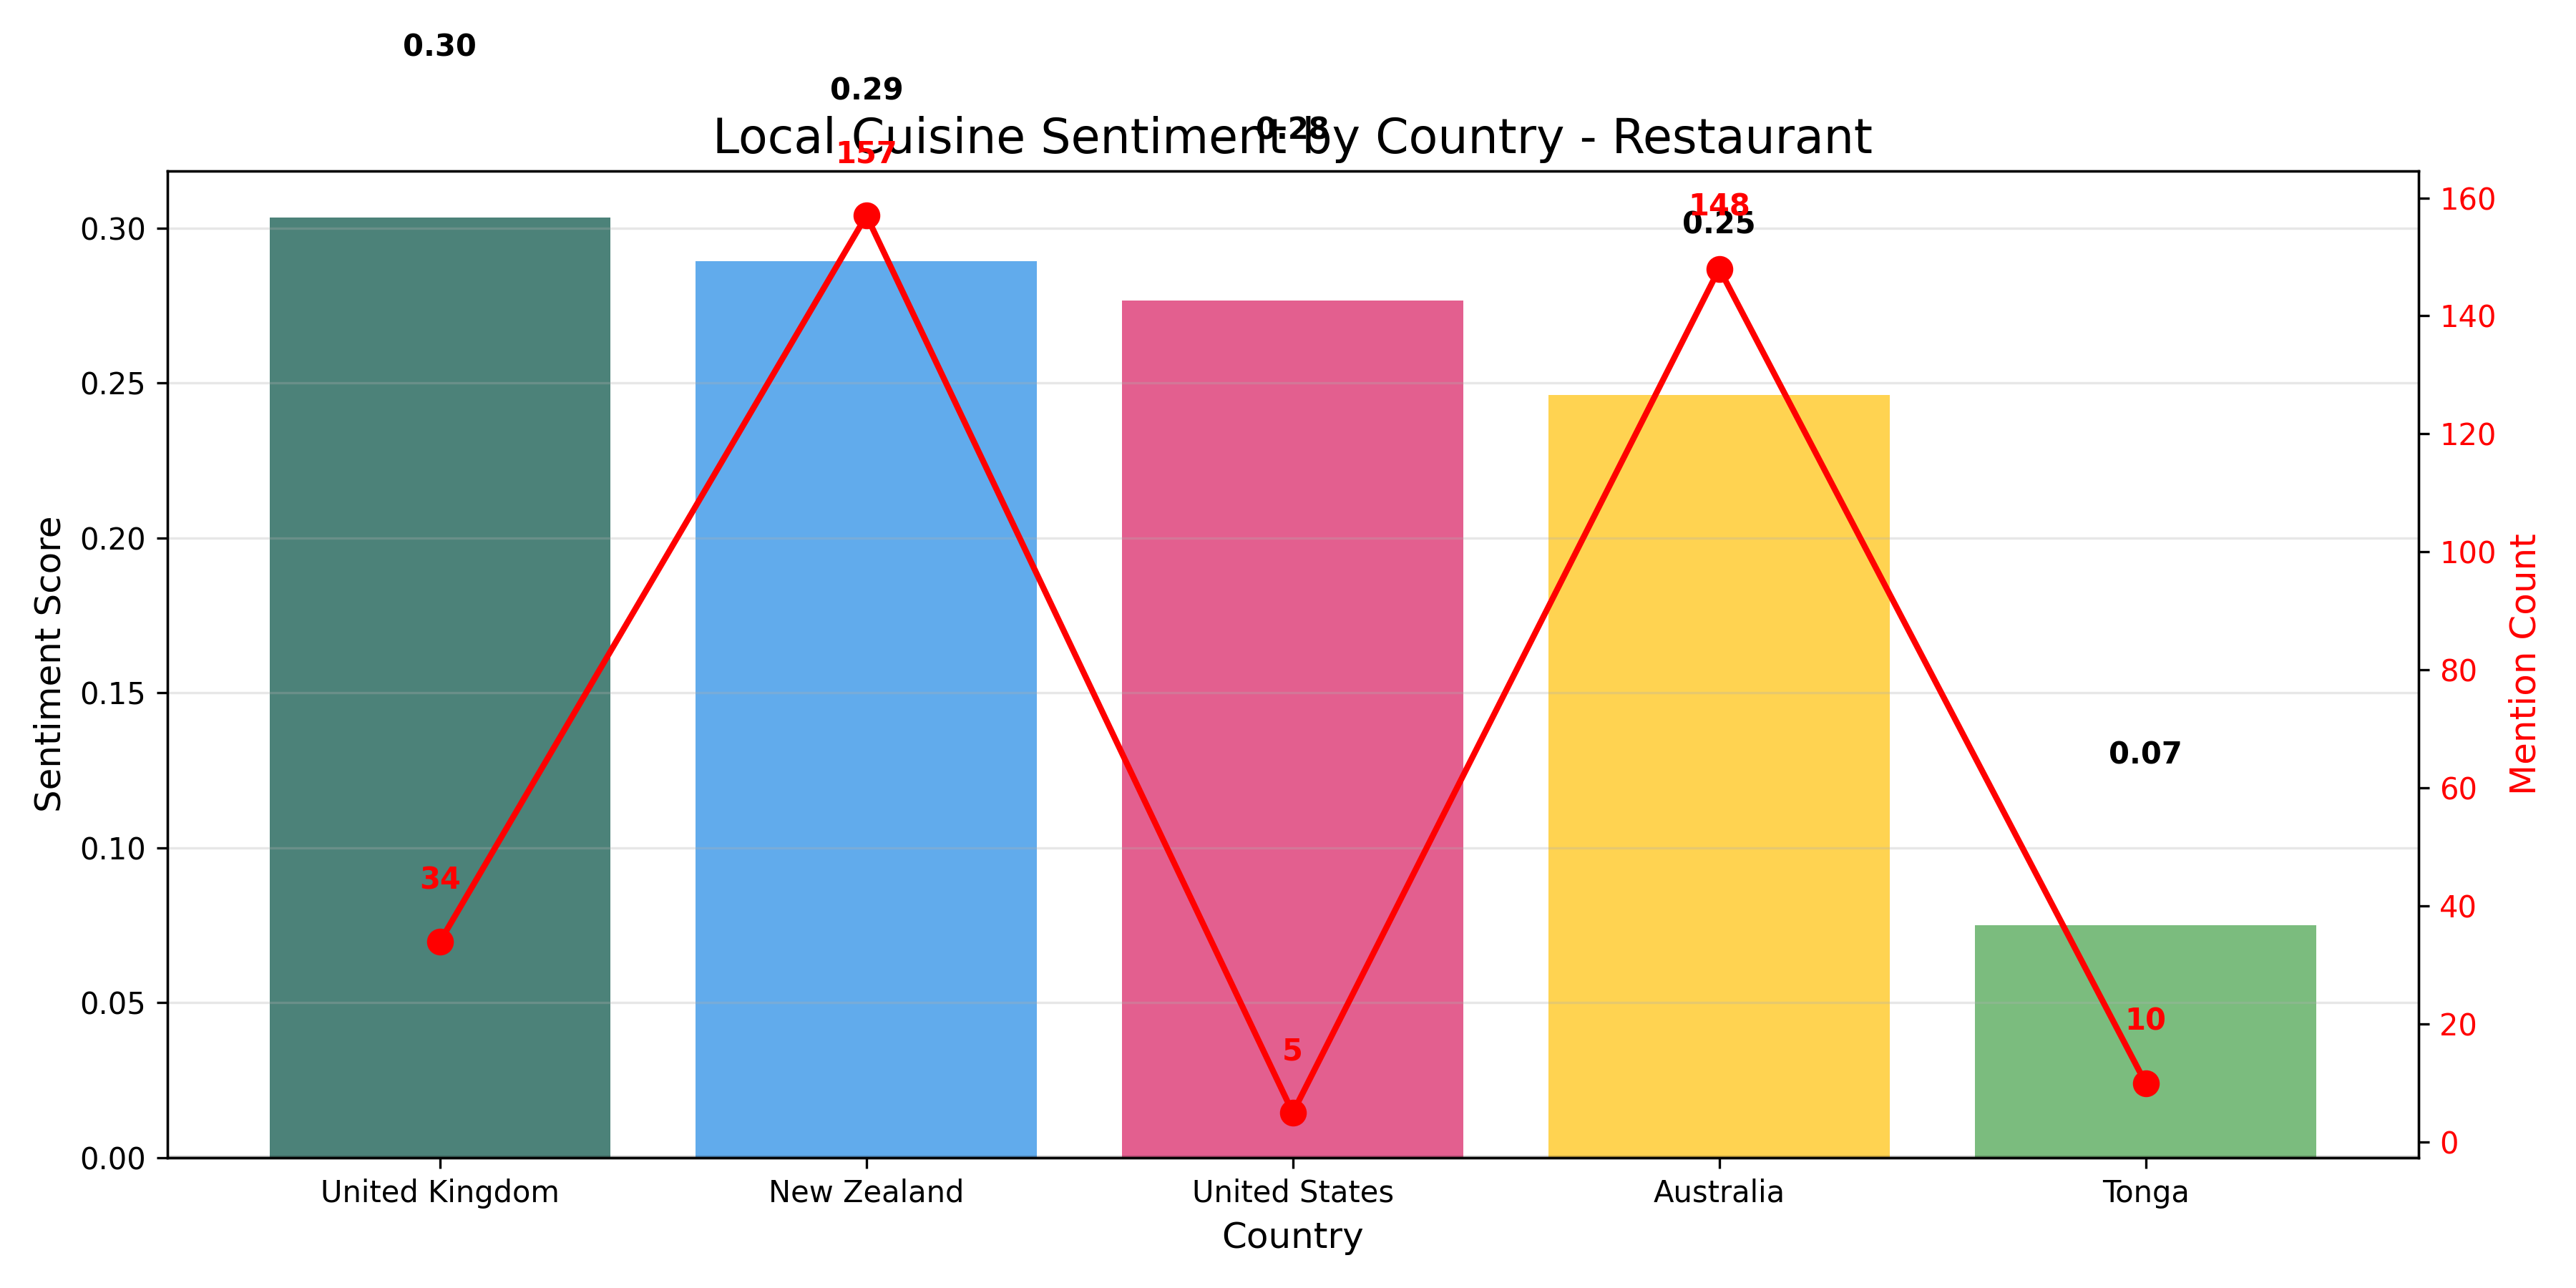 0.30
0.29
0.28
Local Cuisine Sentiment by Country - Restaurant
157
148
0.25
0.07
34
5
10
Sentiment Score
0.30
0.25
0.20
0.15
0.10
0.05
0.00
Mention Count
160
140
120
100
80
60
40
20
0
United Kingdom
New Zealand
United States
Australia
Tonga
Country